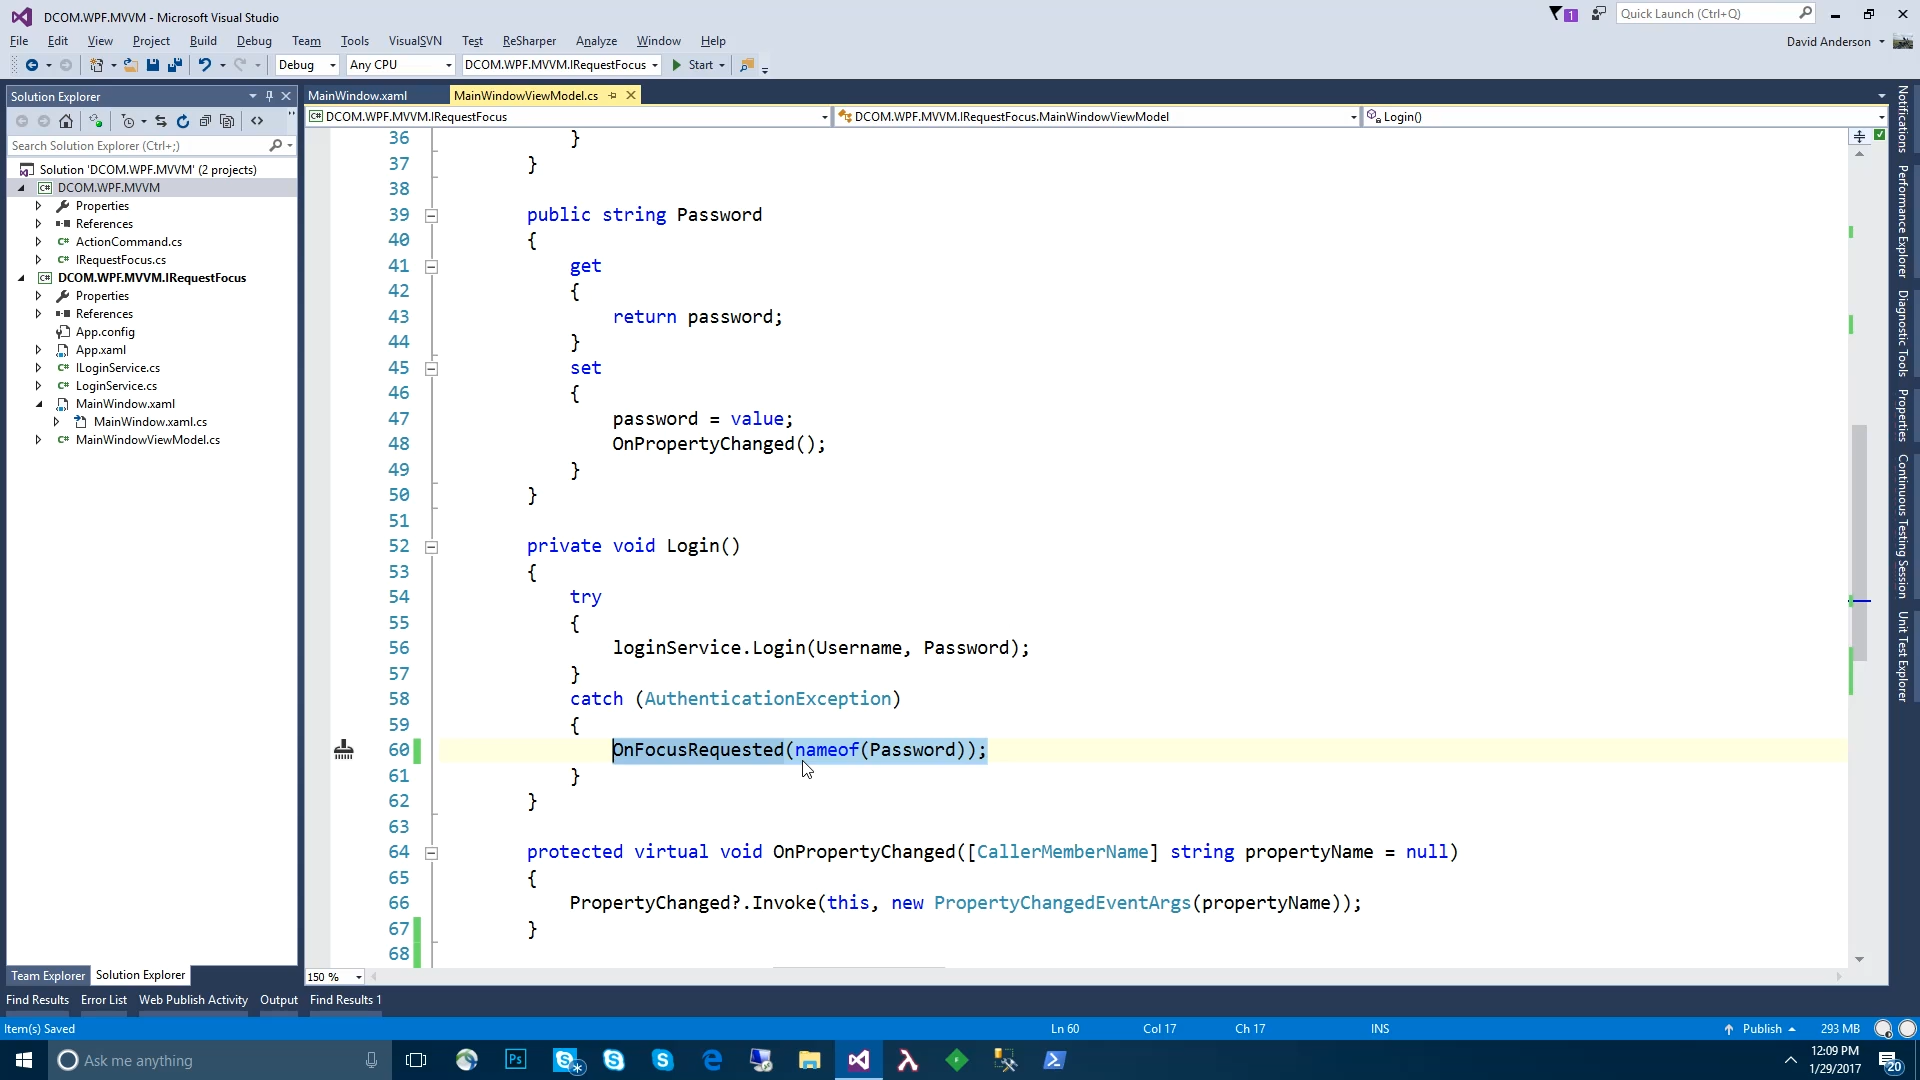 DCOM.WPF.MVVM - Microsoft Visual Studio
1
Quick Launch (Ctrl+Q)
File Edit View Project Build Debug Team Tools VisualSVN Test ReSharper Analyze Window Help
David Anderson
Debug Any CPU DCOM.WPF.MVVM.IRequestFocus Start
Solution Explorer
MainWindow.xaml MainWindowViewModel.cs
DCOM.WPF.MVVM.IRequestFocus DCOM.WPF.MVVM.IRequestFocus.MainWindowViewModel Login()
Search Solution Explorer (Ctrl+;)
Solution 'DCOM.WPF.MVVM' (2 projects)
C# DCOM.WPF.MVVM
Properties
References
C# ActionCommand.cs
C# IRequestFocus.cs
C# DCOM.WPF.MVVM.IRequestFocus
Properties
References
App.config
App.xaml
C# ILoginService.cs
C# LoginService.cs
MainWindow.xaml
MainWindow.xaml.cs
C# MainWindowViewModel.cs
36 }
37 }
38
39 public string Password
40 {
41 get
42 {
43 return password;
44 }
45 set
46 {
47 password = value;
48 OnPropertyChanged();
49 }
50 }
51
52 private void Login()
53 {
54 try
55 {
56 loginService.Login(Username, Password);
57 }
58 catch (AuthenticationException)
59 {
60 OnFocusRequested(nameof(Password));
61 }
62 }
63
64 protected virtual void OnPropertyChanged([CallerMemberName] string propertyName = null)
65 {
66 PropertyChanged?.Invoke(this, new PropertyChangedEventArgs(propertyName));
67 }
68
Notifications
Performance Explorer
Diagnostic Tools
Properties
Continuous Testing Session
Unit Test Explorer
Team Explorer Solution Explorer
150 %
Find Results Error List Web Publish Activity Output Find Results 1
Item(s) Saved Ln 60 Col 17 Ch 17 INS Publish 293 MB
Ask me anything
Ps
12:09 PM
1/29/2017
20